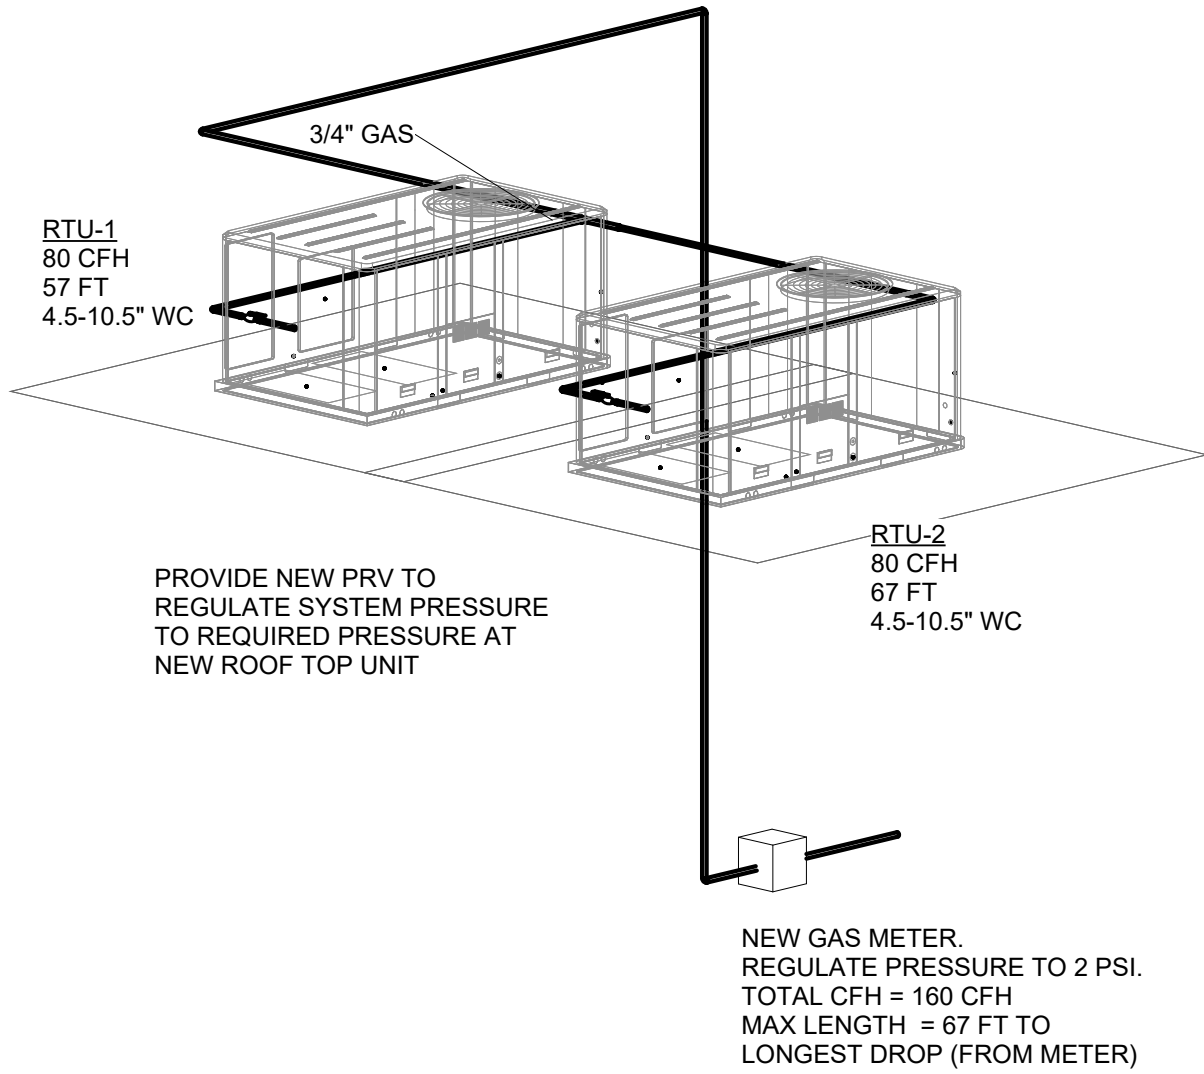 3/4" GAS
RTU-1
80 CFH
57 FT
4.5-10.5" WC
RTU-2
80 CFH
67 FT
4.5-10.5" WC
PROVIDE NEW PRV TO
REGULATE SYSTEM PRESSURE
TO REQUIRED PRESSURE AT
NEW ROOF TOP UNIT
NEW GAS METER.
REGULATE PRESSURE TO 2 PSI.
TOTAL CFH = 160 CFH
MAX LENGTH = 67 FT TO
LONGEST DROP (FROM METER)